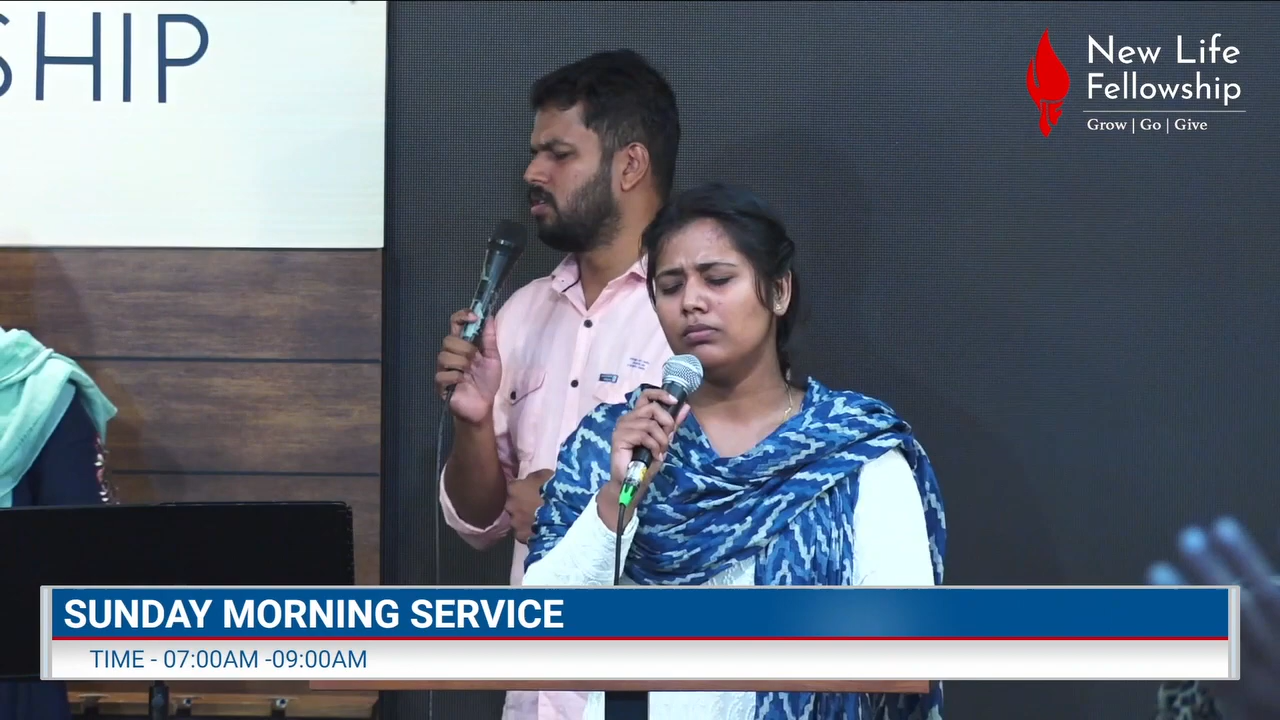 SHIP
New Life
Fellowship
Grow | Go | Give
SUNDAY MORNING SERVICE
TIME - 07:00AM -09:00AM